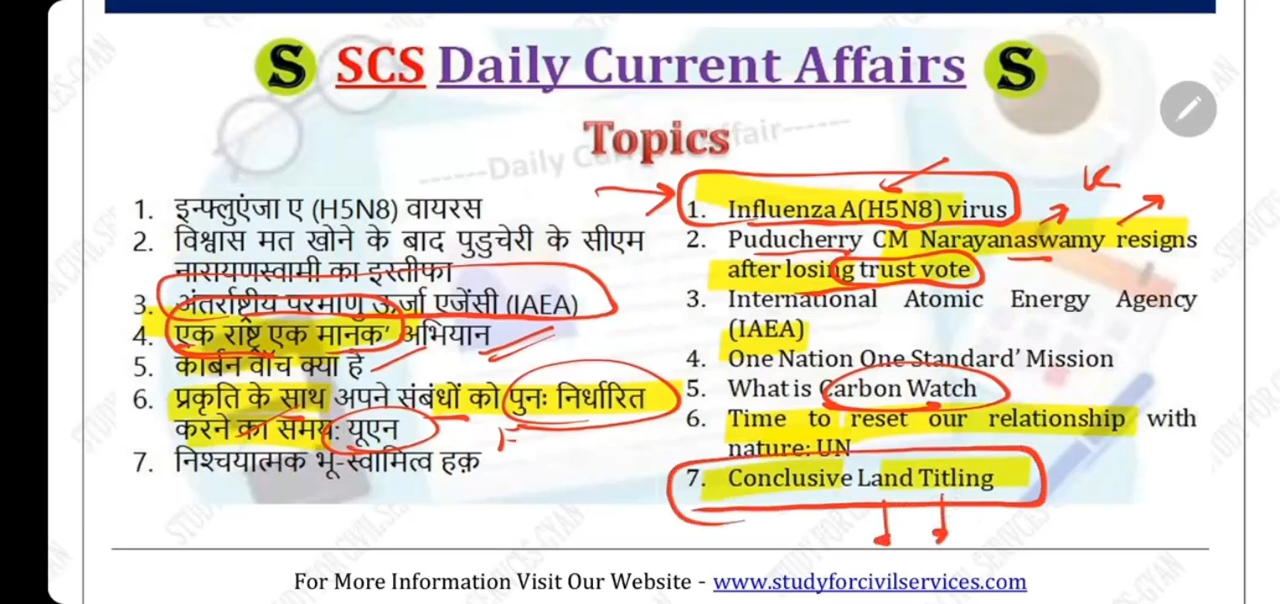 S SCS Daily Current Affairs S
Topics
1. इन्फ्लुएंजा ए (H5N8) वायरस
2. विश्वास मत खोने के बाद पुडुचेरी के सीएम
नारायणस्वामी का इस्तीफा
3. अंतर्राष्ट्रीय परमाणु ऊर्जा एजेंसी (IAEA)
4. एक राष्ट्र एक मानक’ अभियान
5. कार्बन वॉच क्या है
6. प्रकृति के साथ अपने संबंधों को पुनः निर्धारित
करने का समय: यूएन
7. निश्चयात्मक भू-स्वामित्व हक़
1. Influenza A(H5N8) virus
2. Puducherry CM Narayanaswamy resigns
after losing trust vote
3. International Atomic Energy Agency
(IAEA)
4. One Nation One Standard’ Mission
5. What is Carbon Watch
6. Time to reset our relationship with
nature: UN
7. Conclusive Land Titling
For More Information Visit Our Website - www.studyforcivilservices.com